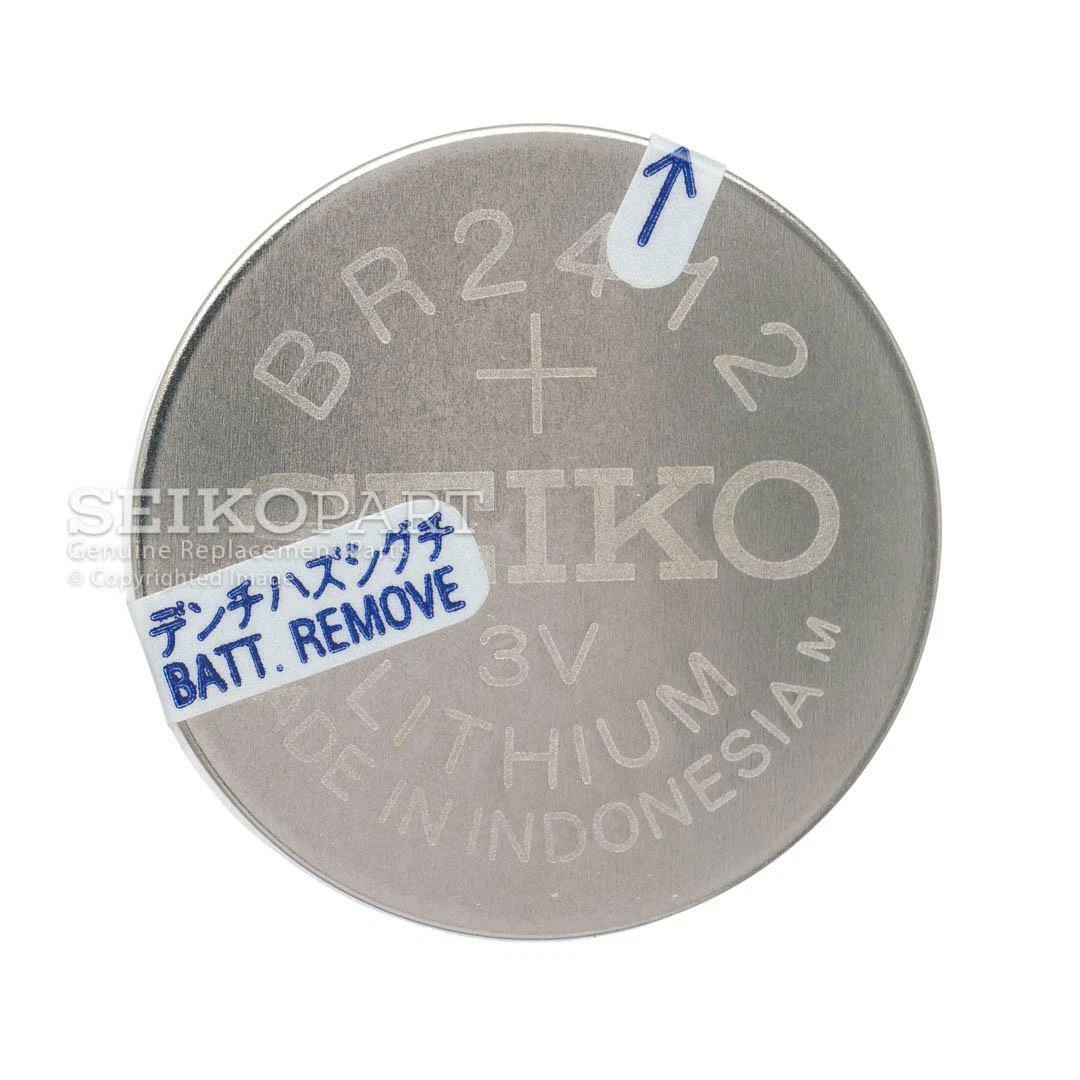 BR2412
+
SEIKO
SEIKOPART
Genuine Replacement Parts
© Copyrighted Image
デンチハズシグチ
BATT. REMOVE
3V
LITHIUM
MADE IN INDONESIA M